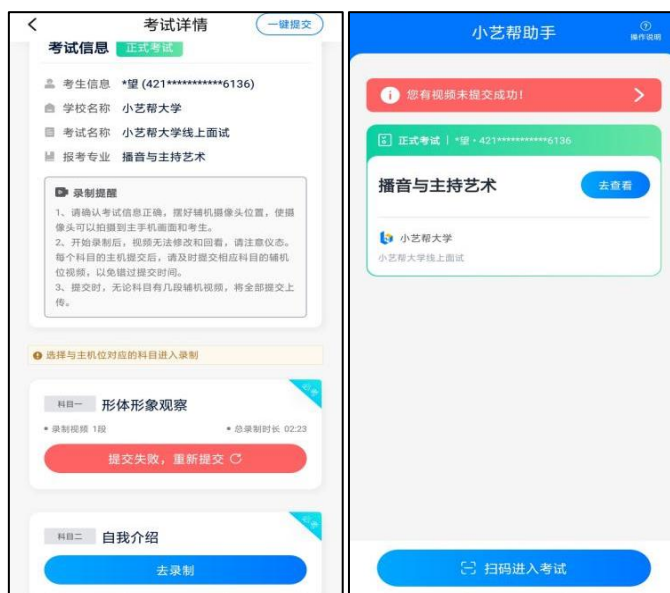 考试详情
一键提交
考试信息 正式考试
考生信息 *望 (421***********6136)
学校名称 小艺帮大学
考试名称 小艺帮大学线上面试
报考专业 播音与主持艺术
录制提醒
1、请确认考试信息正确，摆好辅机摄像头位置，使摄
像头可以拍摄到主手机画面和考生。
2、开始录制后，视频无法修改和回看，请注意仪态。
每个科目的主机提交后，请及时提交相应科目的辅机
位视频，以免错过提交时间。
3、提交时，无论科目有几段辅机视频，将全部提交上
传。
选择与主机位对应的科目进入录制
必考
科目一 形体形象观察
• 录制视频 1段 • 总录制时长 02:23
提交失败，重新提交
必考
科目二 自我介绍
去录制
小艺帮助手
操作说明
您有视频未提交成功！
正式考试 | *望·421***********6136
播音与主持艺术
去查看
小艺帮大学
小艺帮大学线上面试
扫码进入考试